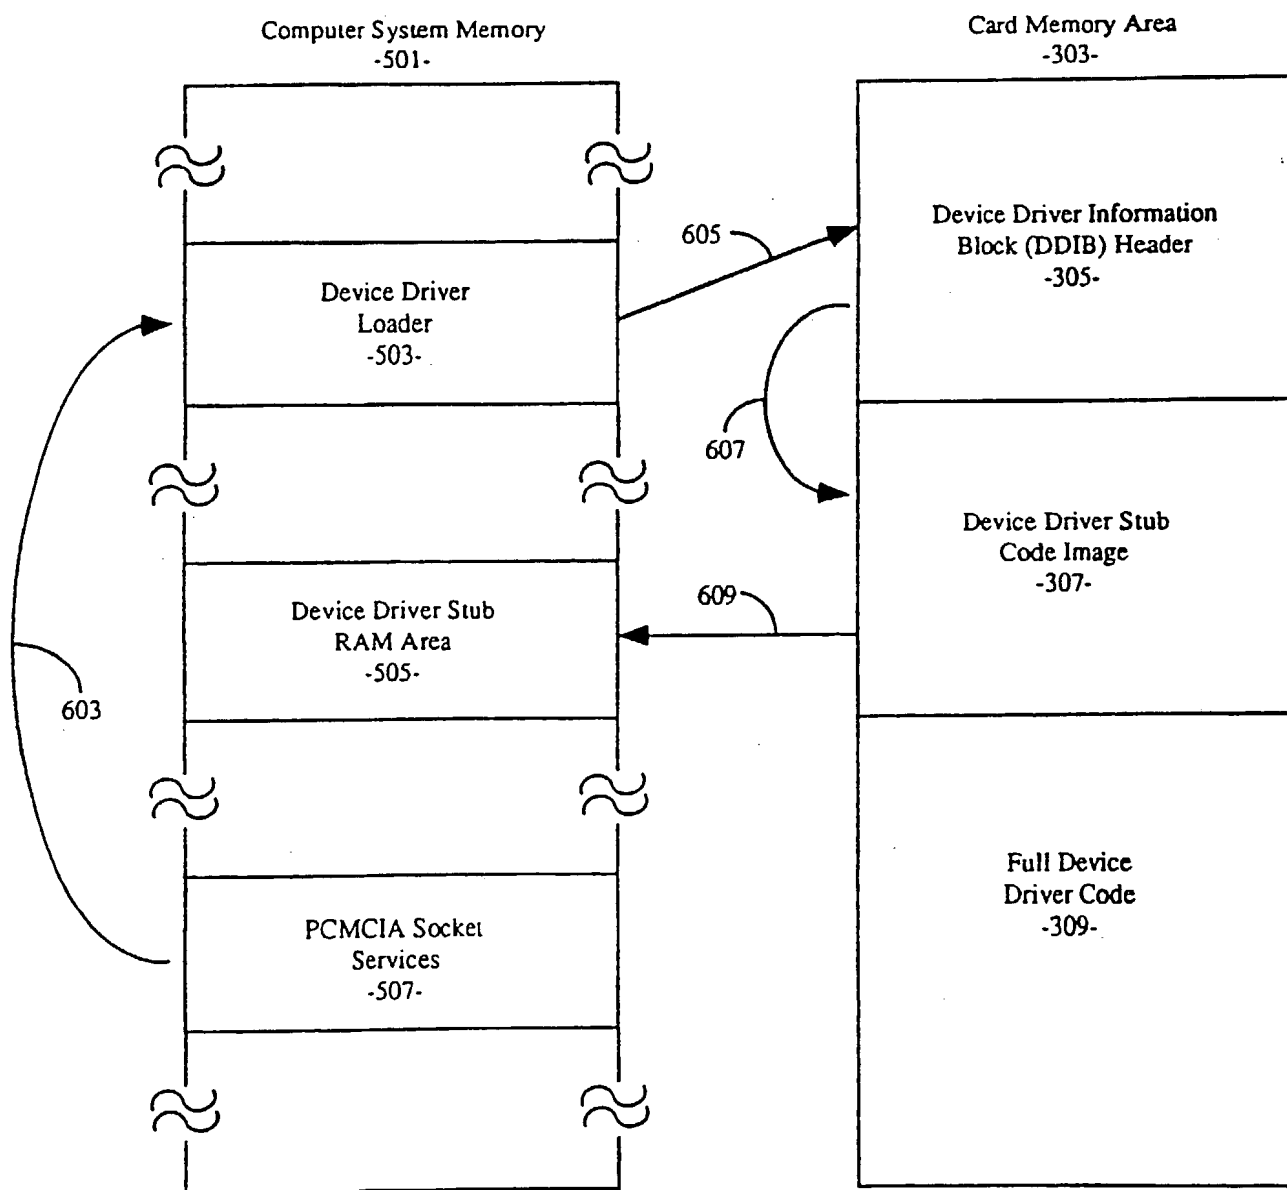 Computer System Memory
-501-
Card Memory Area
-303-
Device Driver Information
Block (DDIB) Header
-305-
605
Device Driver
Loader
-503-
607
Device Driver Stub
Code Image
-307-
609
Device Driver Stub
RAM Area
-505-
603
Full Device
Driver Code
-309-
PCMCIA Socket
Services
-507-